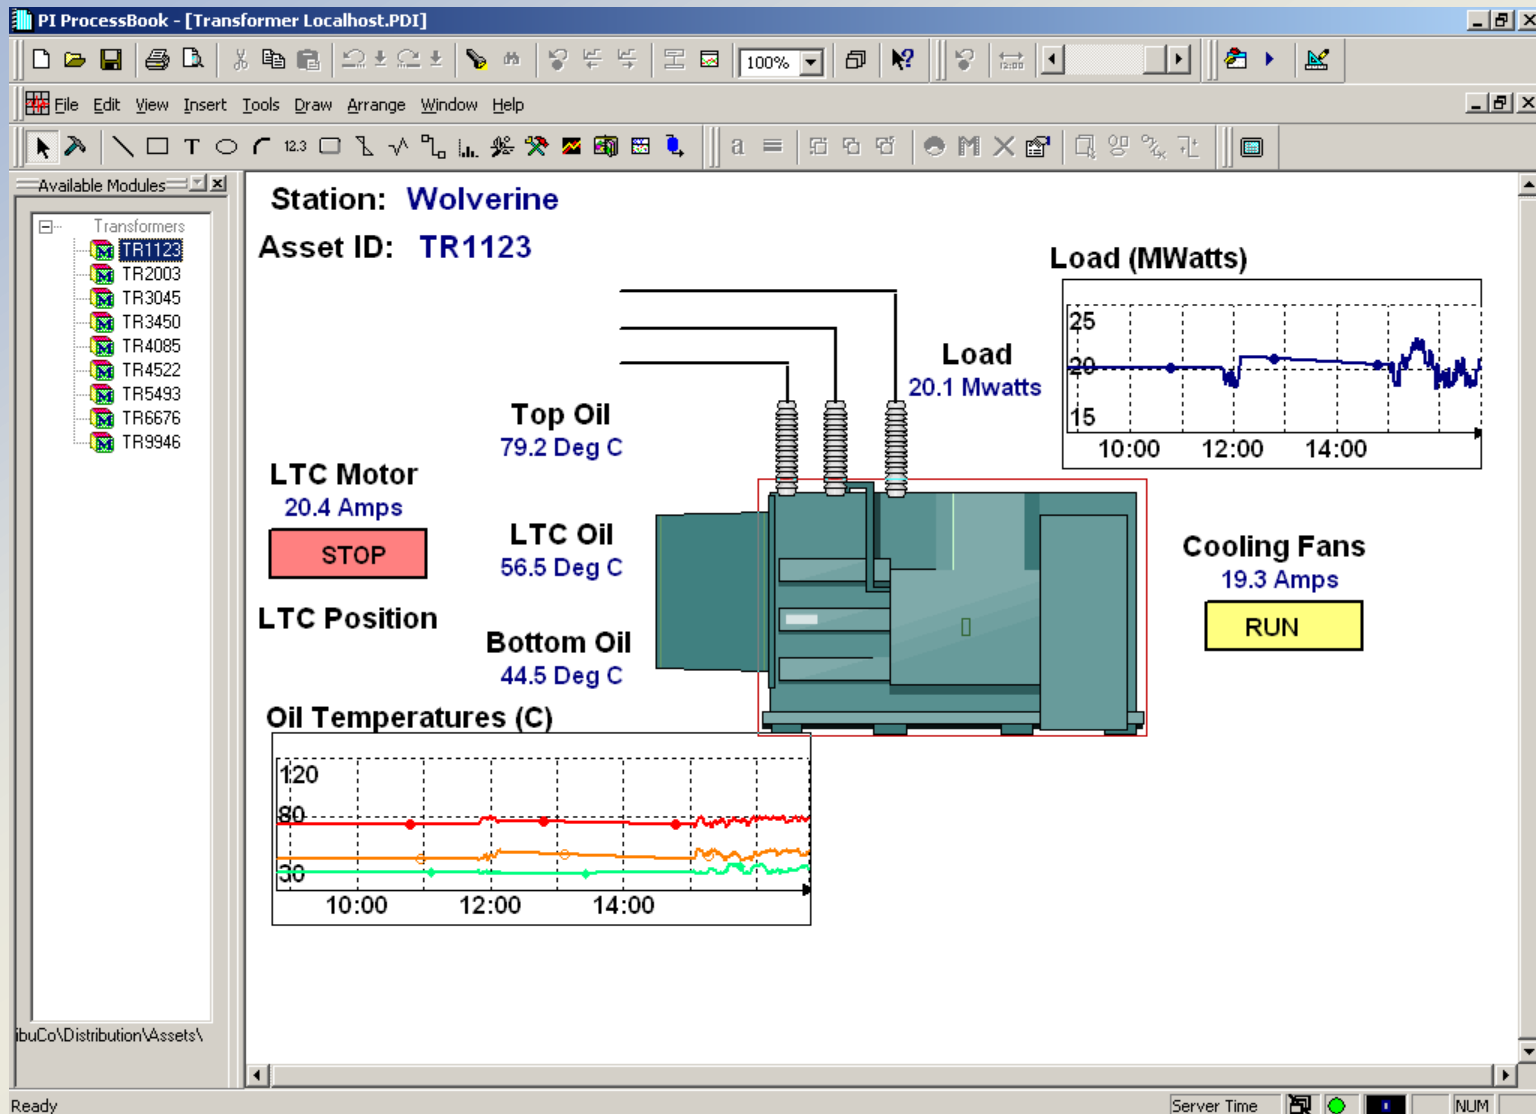 PI ProcessBook - [Transformer Localhost.PDI]
100%
File Edit View Insert Tools Draw Arrange Window Help
T 12.3 a M
Available Modules
Transformers
TR1123
TR2003
TR3045
TR3450
TR4085
TR4522
TR5493
TR6676
TR9946
ibuCo\Distribution\Assets\
Station: Wolverine
Asset ID: TR1123
Load (MWatts)
25
20
15
10:00 12:00 14:00
Load
20.1 Mwatts
Top Oil
79.2 Deg C
LTC Motor
20.4 Amps
STOP
LTC Oil
56.5 Deg C
Cooling Fans
19.3 Amps
RUN
LTC Position
Bottom Oil
44.5 Deg C
Oil Temperatures (C)
120
80
30
10:00 12:00 14:00
Ready
Server Time
NUM